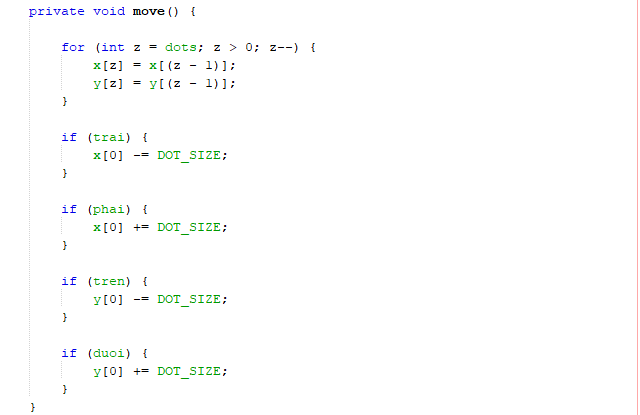 private void move() {
for (int z = dots; z > 0; z--) {
x[z] = x[(z - 1)];
y[z] = y[(z - 1)];
}
if (trai) {
x[0] -= DOT_SIZE;
}
if (phai) {
x[0] += DOT_SIZE;
}
if (tren) {
y[0] -= DOT_SIZE;
}
if (duoi) {
y[0] += DOT_SIZE;
}
}